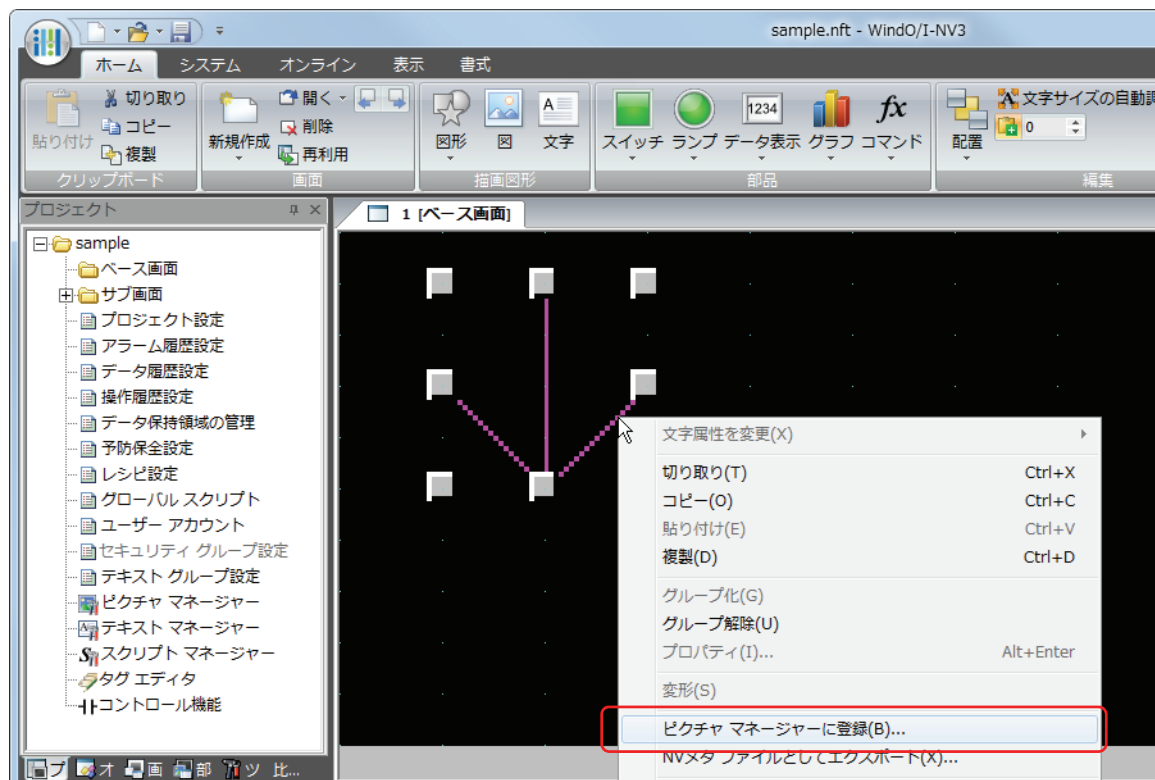 sample.nft - WindO/I-NV3
ホーム システム オンライン 表示 書式
貼り付け 切り取り コピー 複製
クリップボード
新規作成 開く 削除 再利用
画面
図形 図 文字
描画図形
スイッチ ランプ 1234 データ表示 グラフ fx コマンド
部品
配置 文字サイズの自動調 0
編集
プロジェクト
1 [ベース画面]
sample
ベース画面
サブ画面
プロジェクト設定
アラーム履歴設定
データ履歴設定
操作履歴設定
データ保持領域の管理
予防保全設定
レシピ設定
グローバル スクリプト
ユーザー アカウント
セキュリティ グループ設定
テキスト グループ設定
ピクチャ マネージャー
テキスト マネージャー
スクリプト マネージャー
タグ エディタ
コントロール機能
プ オ 画 部 ツ 比...
文字属性を変更(X)
切り取り(T) Ctrl+X
コピー(O) Ctrl+C
貼り付け(E) Ctrl+V
複製(D) Ctrl+D
グループ化(G)
グループ解除(U)
プロパティ(I)... Alt+Enter
変形(S)
ピクチャ マネージャーに登録(B)...
NVメタ ファイルとしてエクスポート(X)...